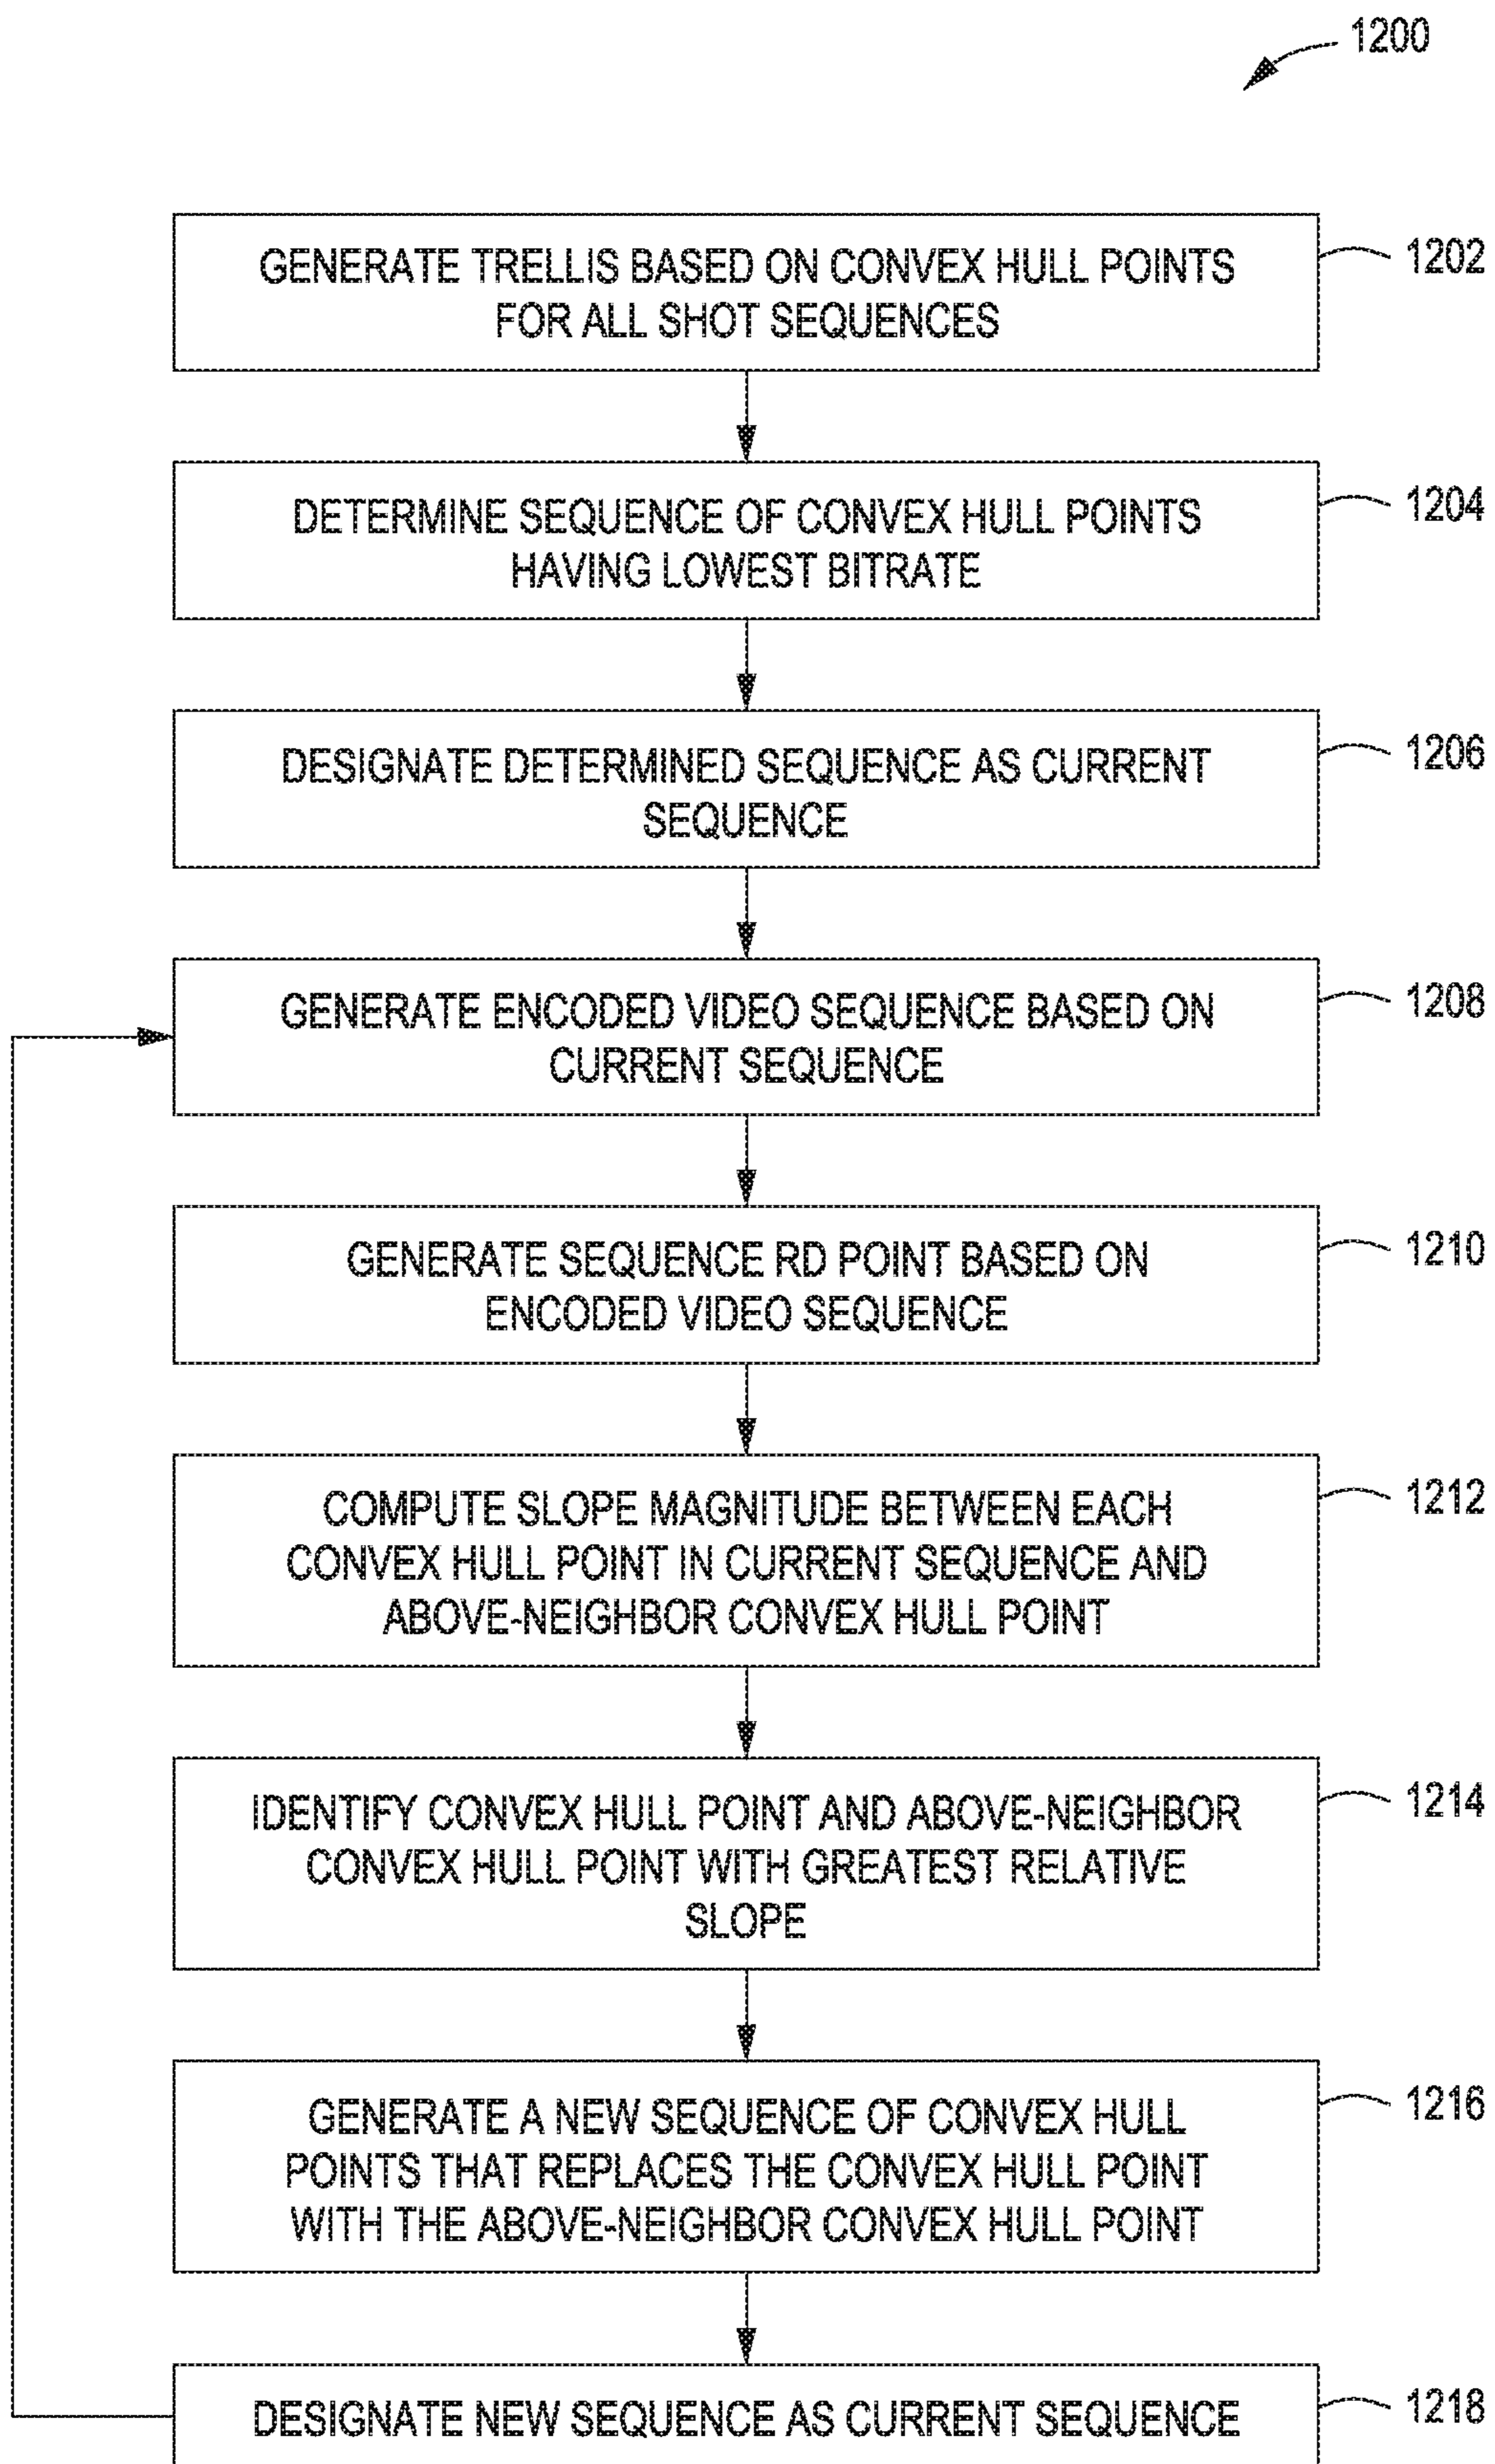 1200
GENERATE TRELLIS BASED ON CONVEX HULL POINTS
FOR ALL SHOT SEQUENCES
1202
DETERMINE SEQUENCE OF CONVEX HULL POINTS
HAVING LOWEST BITRATE
1204
DESIGNATE DETERMINED SEQUENCE AS CURRENT
SEQUENCE
1206
GENERATE ENCODED VIDEO SEQUENCE BASED ON
CURRENT SEQUENCE
1208
GENERATE SEQUENCE RD POINT BASED ON
ENCODED VIDEO SEQUENCE
1210
COMPUTE SLOPE MAGNITUDE BETWEEN EACH
CONVEX HULL POINT IN CURRENT SEQUENCE AND
ABOVE-NEIGHBOR CONVEX HULL POINT
1212
IDENTIFY CONVEX HULL POINT AND ABOVE-NEIGHBOR
CONVEX HULL POINT WITH GREATEST RELATIVE
SLOPE
1214
GENERATE A NEW SEQUENCE OF CONVEX HULL
POINTS THAT REPLACES THE CONVEX HULL POINT
WITH THE ABOVE-NEIGHBOR CONVEX HULL POINT
1216
DESIGNATE NEW SEQUENCE AS CURRENT SEQUENCE
1218